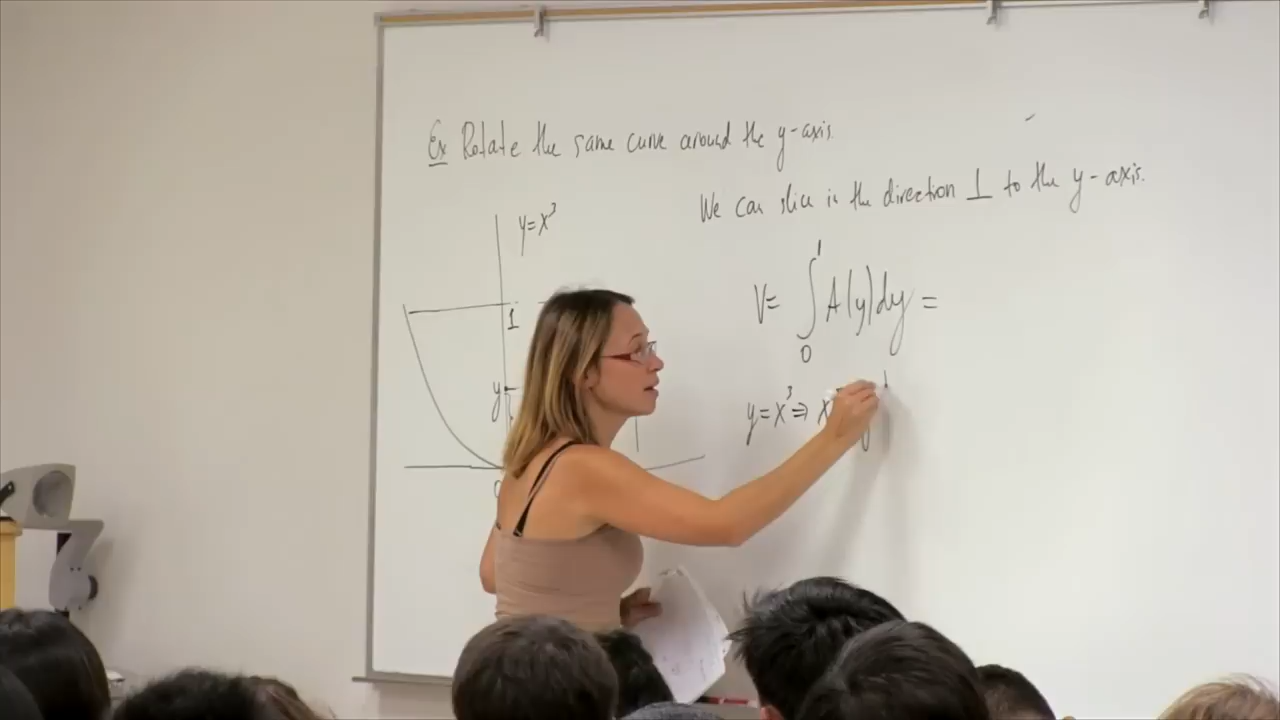 Ex Rotate the same curve around the y-axis.
We can slice in the direction ⊥ to the y-axis.
y=x³
1
y
0
V= ∫₀¹ A(y)dy =
y=x³ ⇒ x